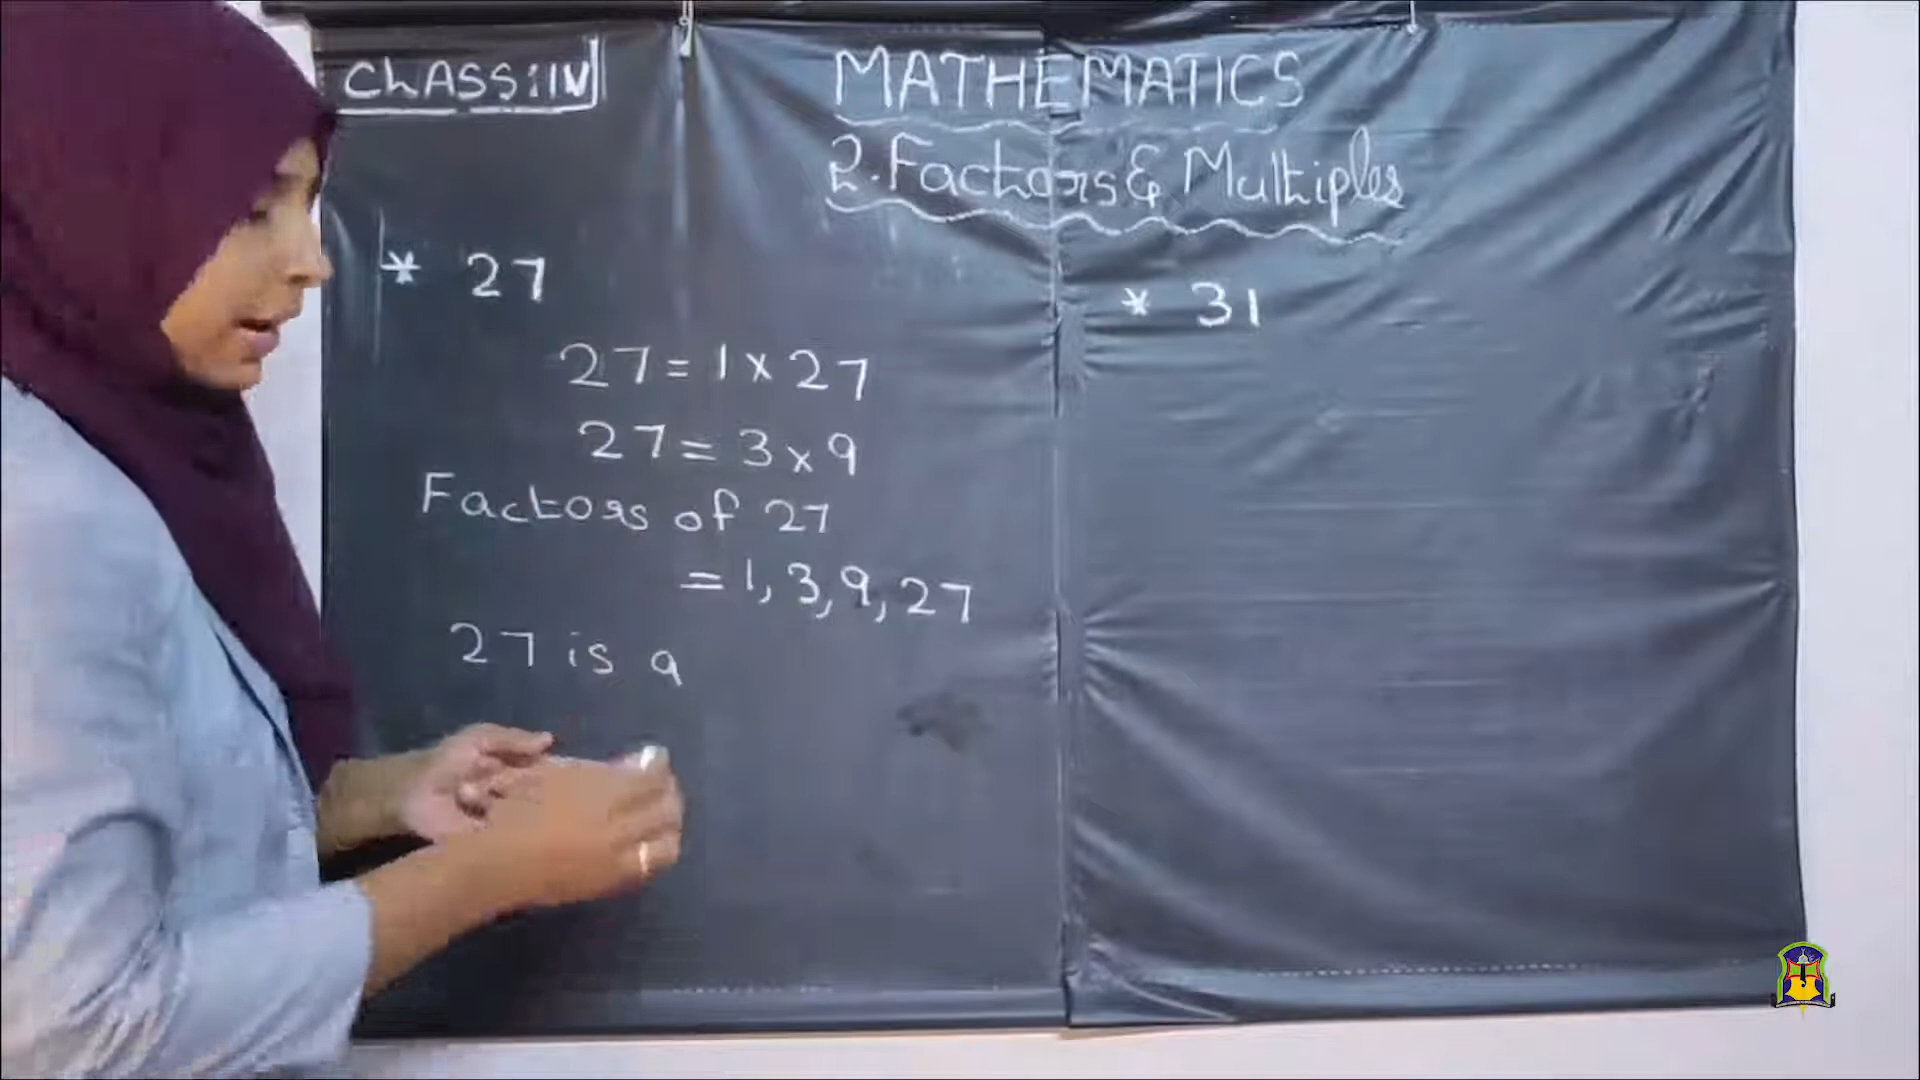 CLASS: IV
MATHEMATICS
2. Factors & Multiples
* 27
27 = 1 x 27
27 = 3 x 9
Factors of 27
= 1, 3, 9, 27
27 is a
* 31